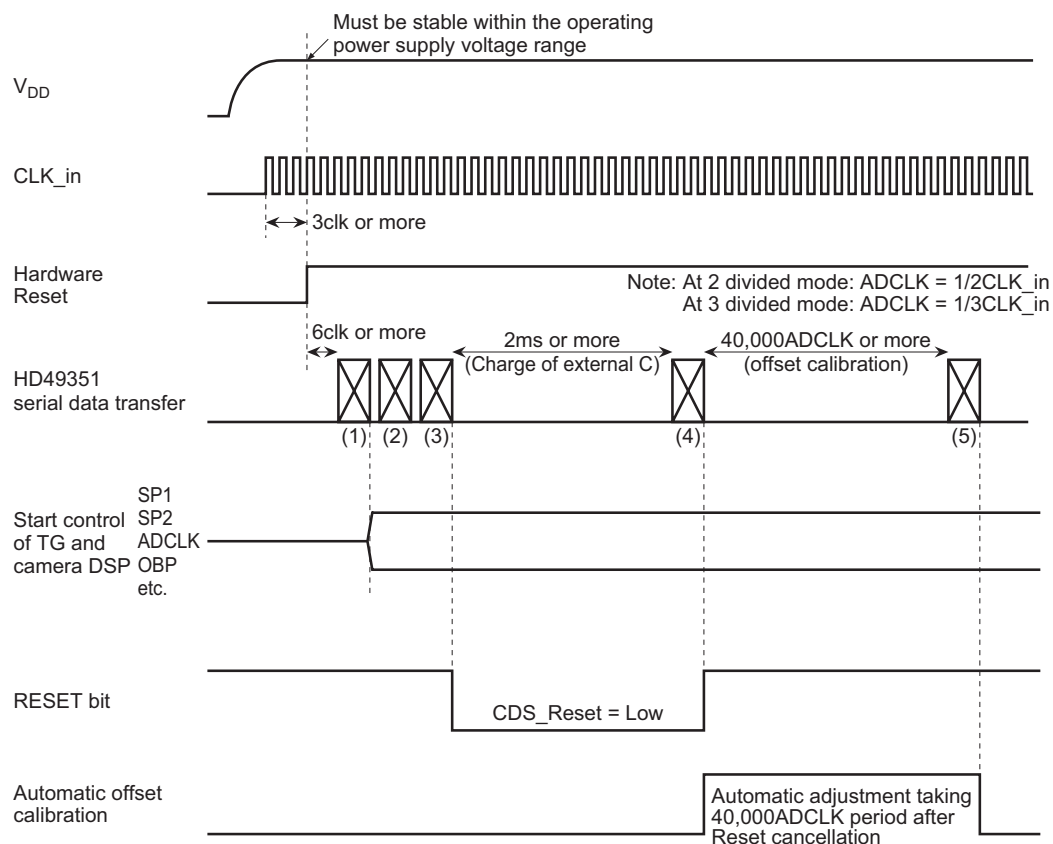 Must be stable within the operating
power supply voltage range
VDD
CLK_in
3clk or more
Hardware
Reset
Note: At 2 divided mode: ADCLK = 1/2CLK_in
At 3 divided mode: ADCLK = 1/3CLK_in
6clk or more
2ms or more
(Charge of external C)
40,000ADCLK or more
(offset calibration)
HD49351
serial data transfer
(1)
(2)
(3)
(4)
(5)
Start control
of TG and
camera DSP
SP1
SP2
ADCLK
OBP
etc.
RESET bit
CDS_Reset = Low
Automatic offset
calibration
Automatic adjustment taking
40,000ADCLK period after
Reset cancellation